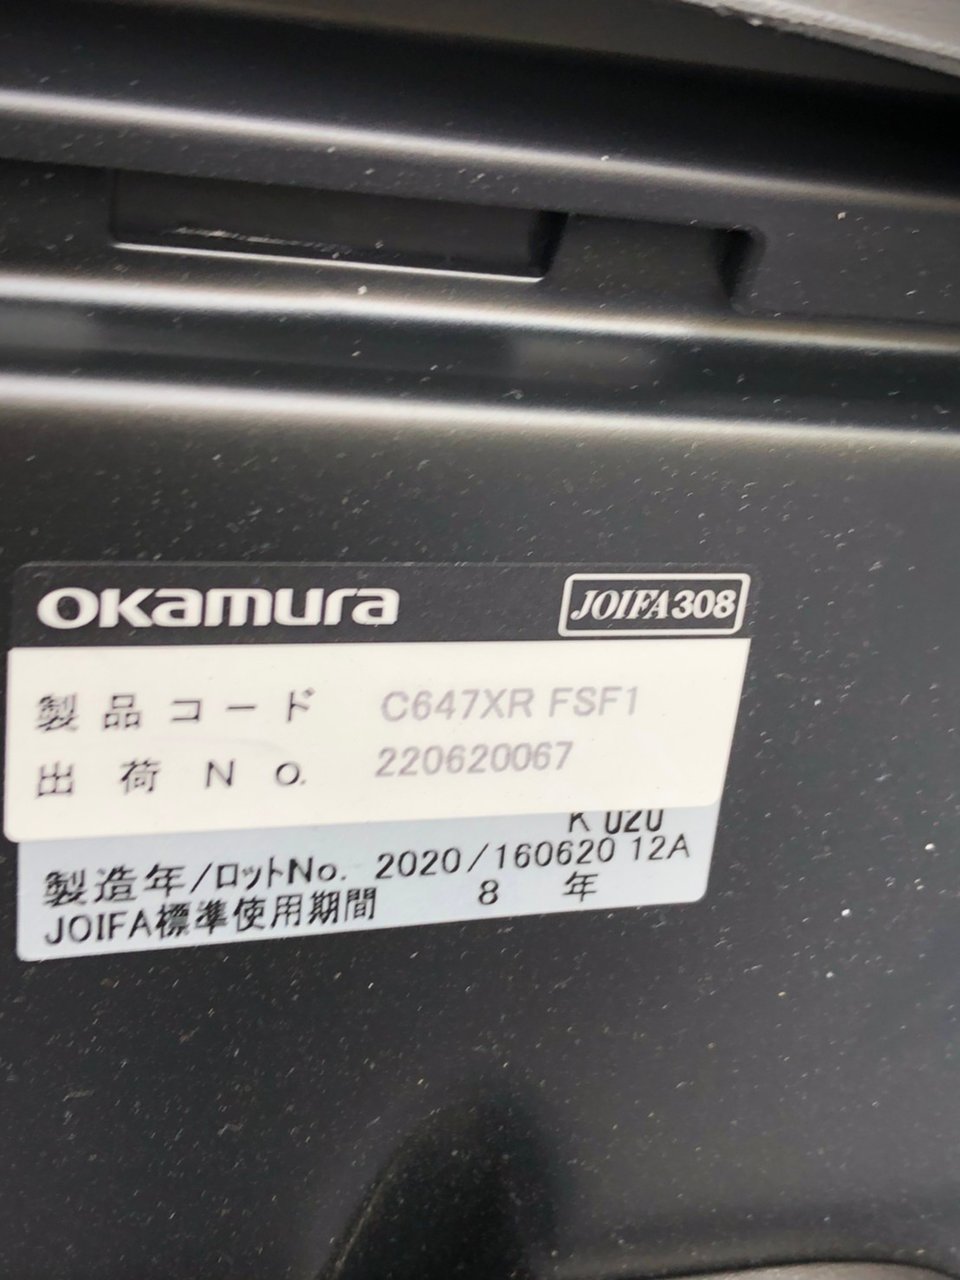 okamura JOIFA308
製品コード C647XR FSF1
出荷No. 220620067
K 020
製造年/ロットNo. 2020/160620 12A
JOIFA標準使用期間 8 年